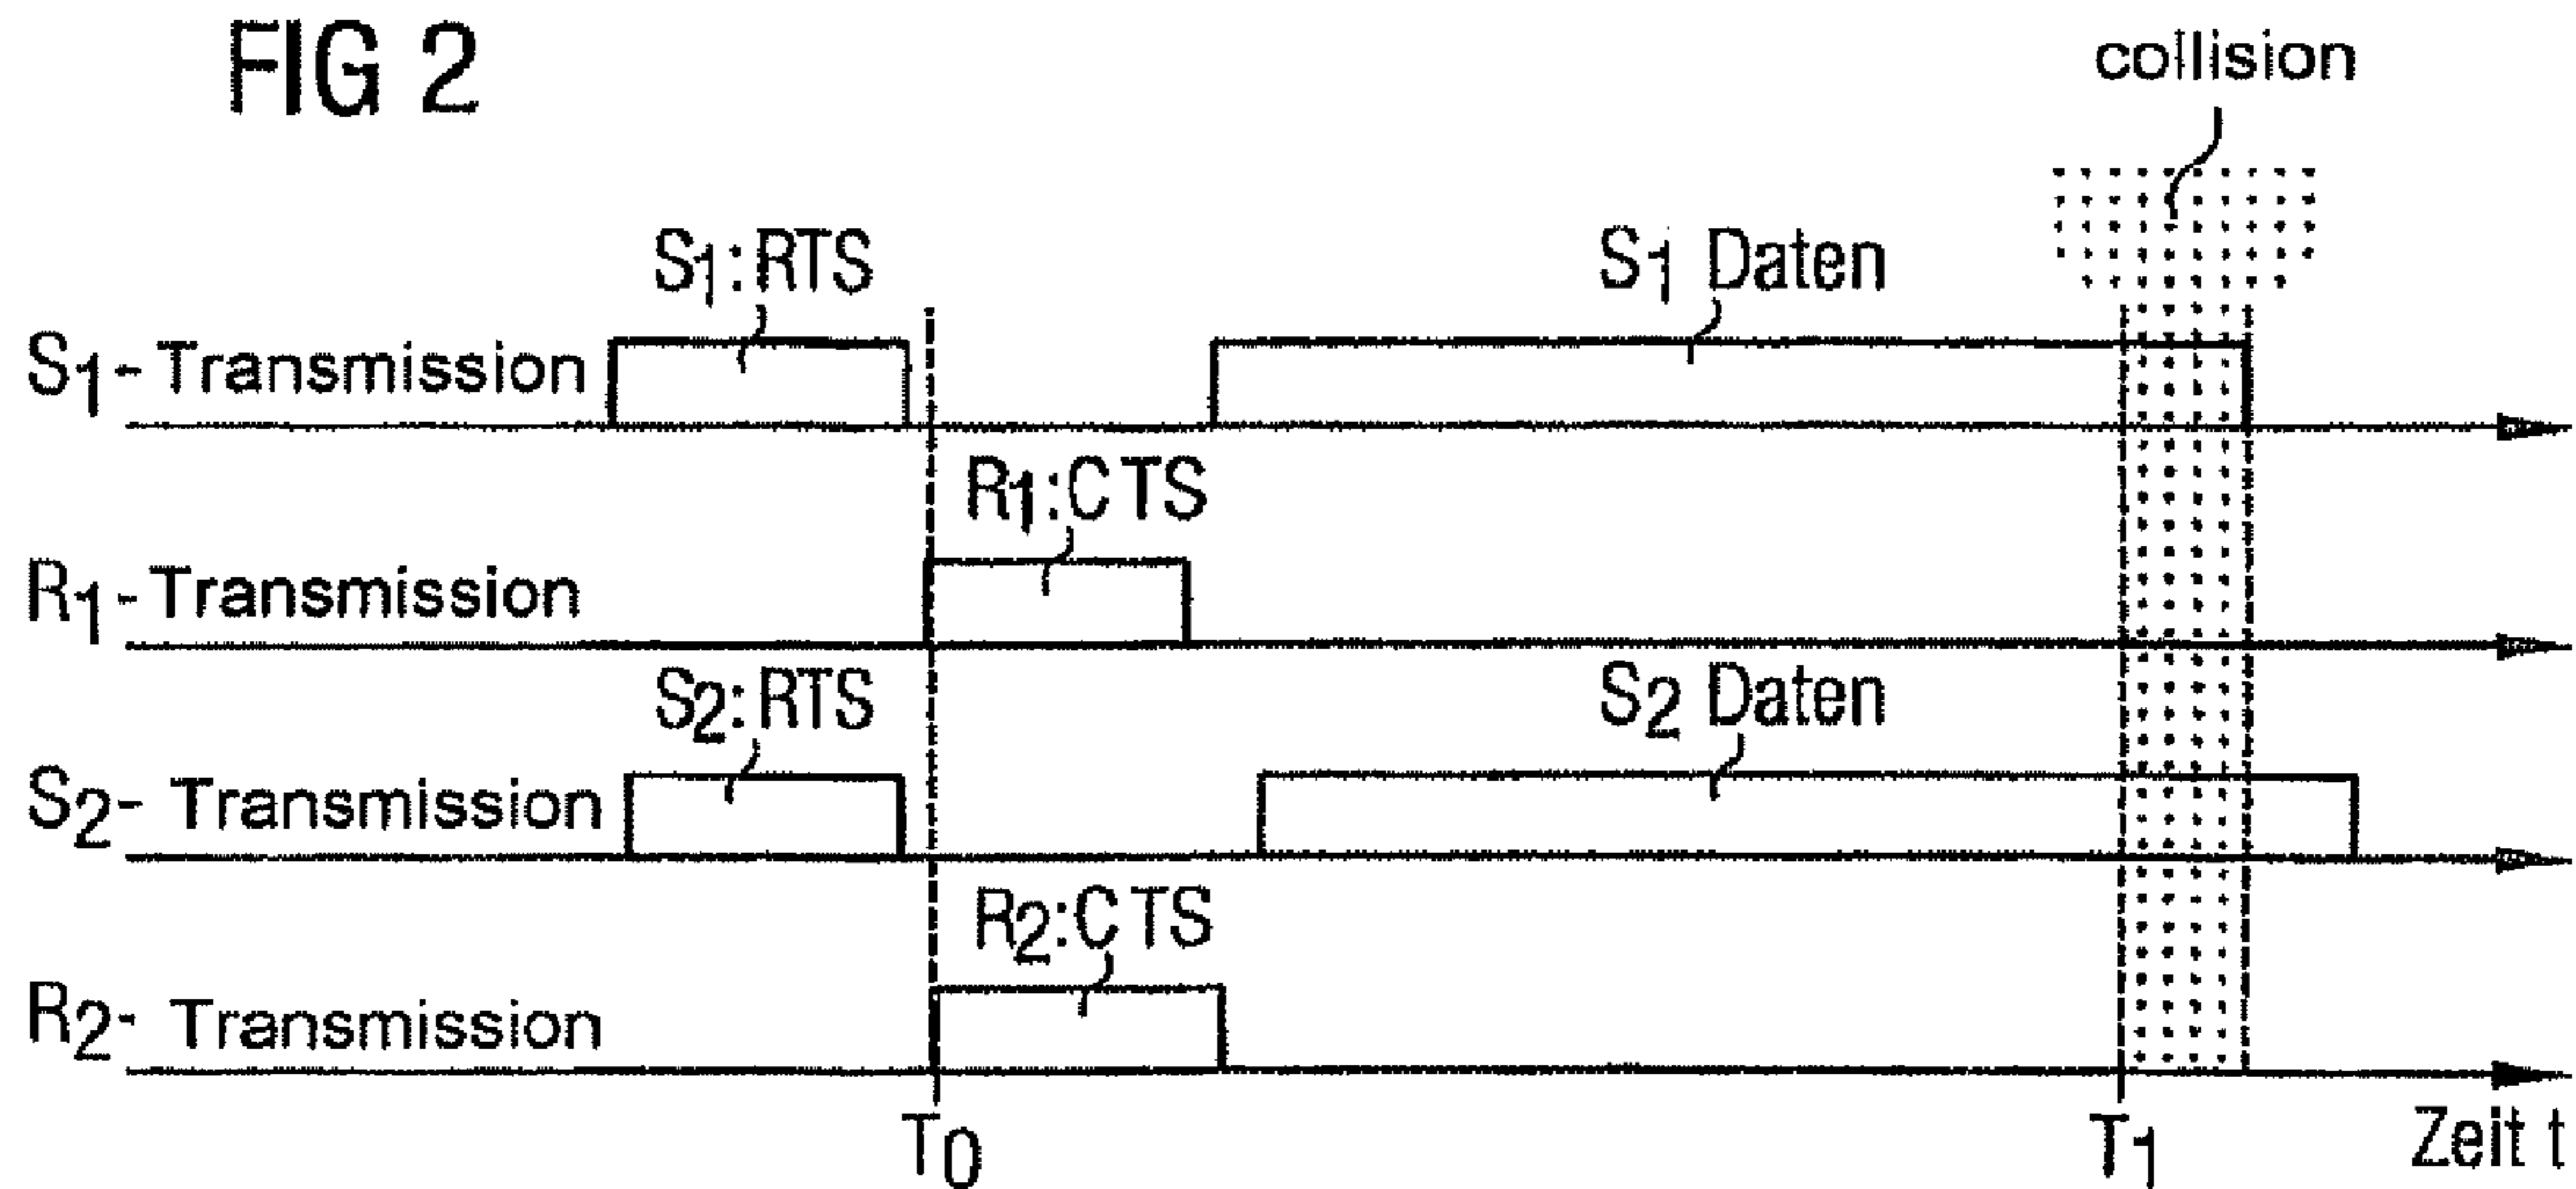 FIG 2
collision
S1:RTS
S1 Daten
S1- Transmission
R1:CTS
R1- Transmission
S2:RTS
S2 Daten
S2- Transmission
R2:CTS
R2- Transmission
T0
T1
Zeit t